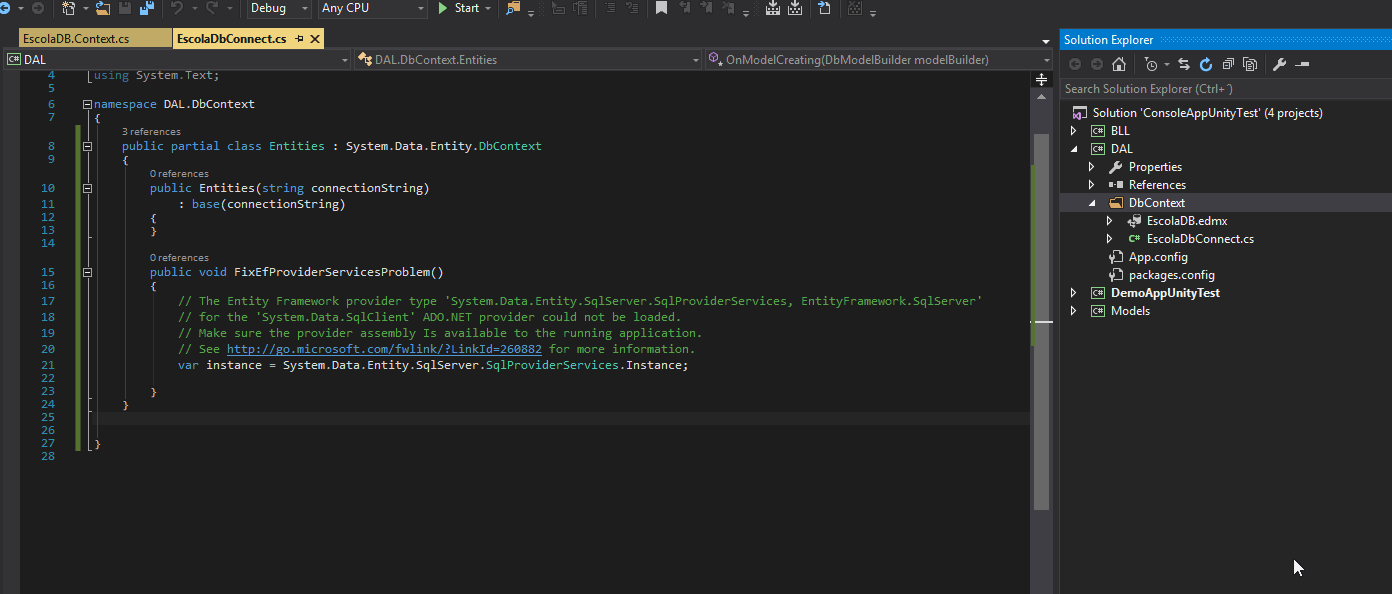 Debug Any CPU Start
EscolaDB.Context.cs EscolaDbConnect.cs
C# DAL DAL.DbContext.Entities OnModelCreating(DbModelBuilder modelBuilder)
4 using System.Text;
5
6 namespace DAL.DbContext
7 {
3 references
8 public partial class Entities : System.Data.Entity.DbContext
9 {
0 references
10 public Entities(string connectionString)
11 : base(connectionString)
12 {
13 }
14
0 references
15 public void FixEfProviderServicesProblem()
16 {
17 // The Entity Framework provider type 'System.Data.Entity.SqlServer.SqlProviderServices, EntityFramework.SqlServer'
18 // for the 'System.Data.SqlClient' ADO.NET provider could not be loaded.
19 // Make sure the provider assembly Is available to the running application.
20 // See http://go.microsoft.com/fwlink/?LinkId=260882 for more information.
21 var instance = System.Data.Entity.SqlServer.SqlProviderServices.Instance;
22
23 }
24 }
25
26
27 }
28
Solution Explorer
Search Solution Explorer (Ctrl+´)
Solution 'ConsoleAppUnityTest' (4 projects)
C# BLL
C# DAL
Properties
References
DbContext
EscolaDB.edmx
C# EscolaDbConnect.cs
App.config
packages.config
C# DemoAppUnityTest
C# Models